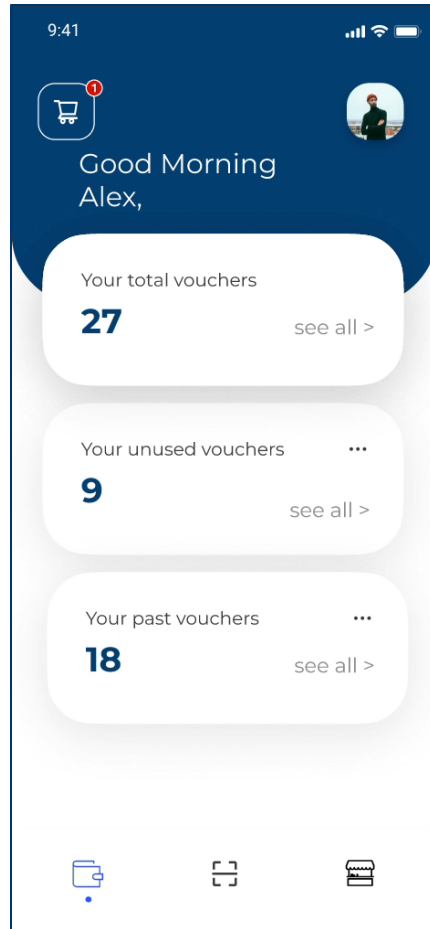 9:41
1
Good Morning
Alex,
Your total vouchers
27
see all >
Your unused vouchers
...
9
see all >
Your past vouchers
...
18
see all >